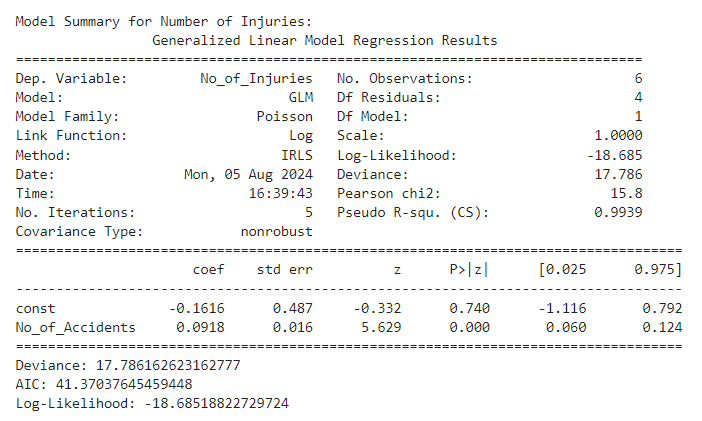 Model Summary for Number of Injuries:
Generalized Linear Model Regression Results
==============================================================================
Dep. Variable: No_of_Injuries No. Observations: 6
Model: GLM Df Residuals: 4
Model Family: Poisson Df Model: 1
Link Function: Log Scale: 1.0000
Method: IRLS Log-Likelihood: -18.685
Date: Mon, 05 Aug 2024 Deviance: 17.786
Time: 16:39:43 Pearson chi2: 15.8
No. Iterations: 5 Pseudo R-squ. (CS): 0.9939
Covariance Type: nonrobust
===================================================================================
coef std err z P>|z| [0.025 0.975]
-----------------------------------------------------------------------------------
const -0.1616 0.487 -0.332 0.740 -1.116 0.792
No_of_Accidents 0.0918 0.016 5.629 0.000 0.060 0.124
===================================================================================
Deviance: 17.786162623162777
AIC: 41.37037645459448
Log-Likelihood: -18.68518822729724